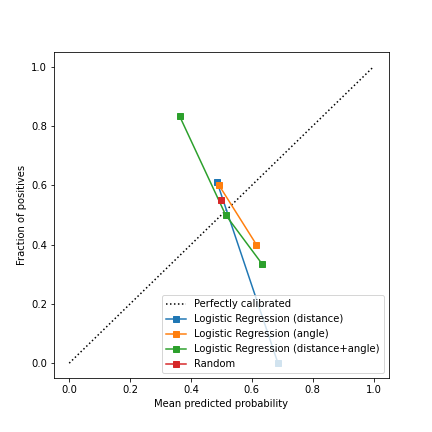 1.0
0.8
0.6
0.4
0.2
0.0
Fraction of positives
Perfectly calibrated
Logistic Regression (distance)
Logistic Regression (angle)
Logistic Regression (distance+angle)
Random
0.0 0.2 0.4 0.6 0.8 1.0
Mean predicted probability